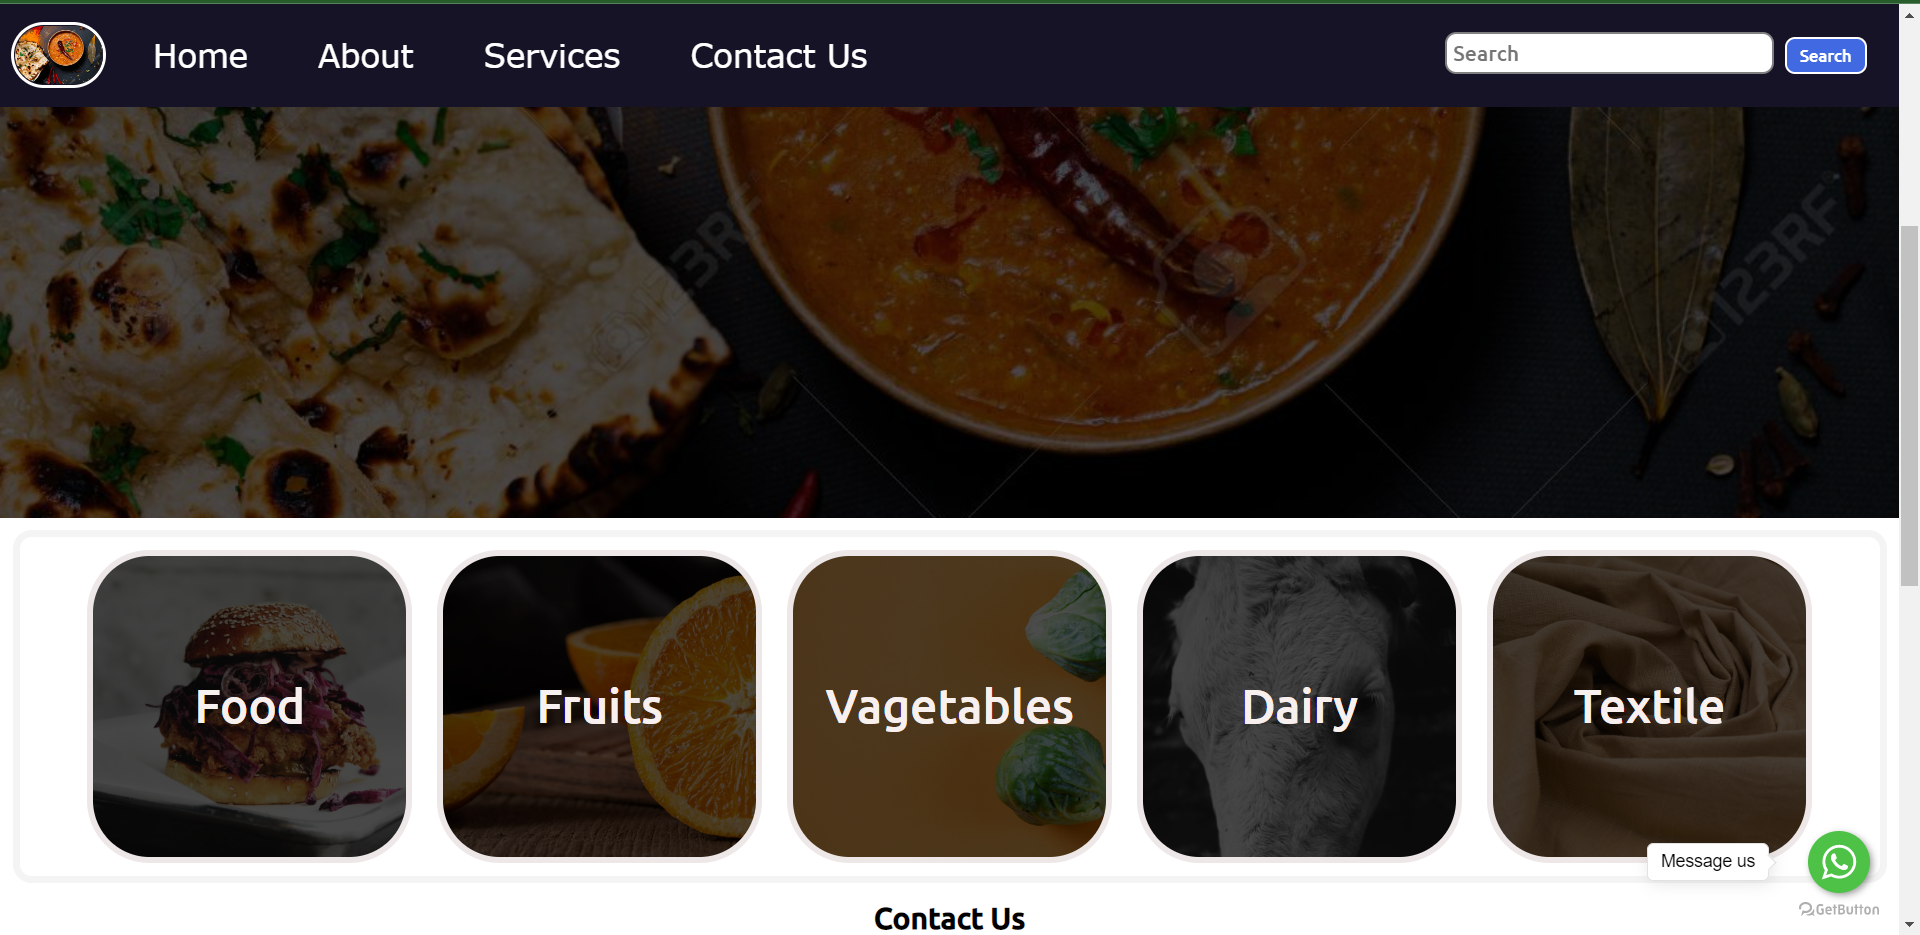 Home About Services Contact Us Search Search
123RF
123RF
Food Fruits Vagetables Dairy Textile
Message us
GetButton
Contact Us